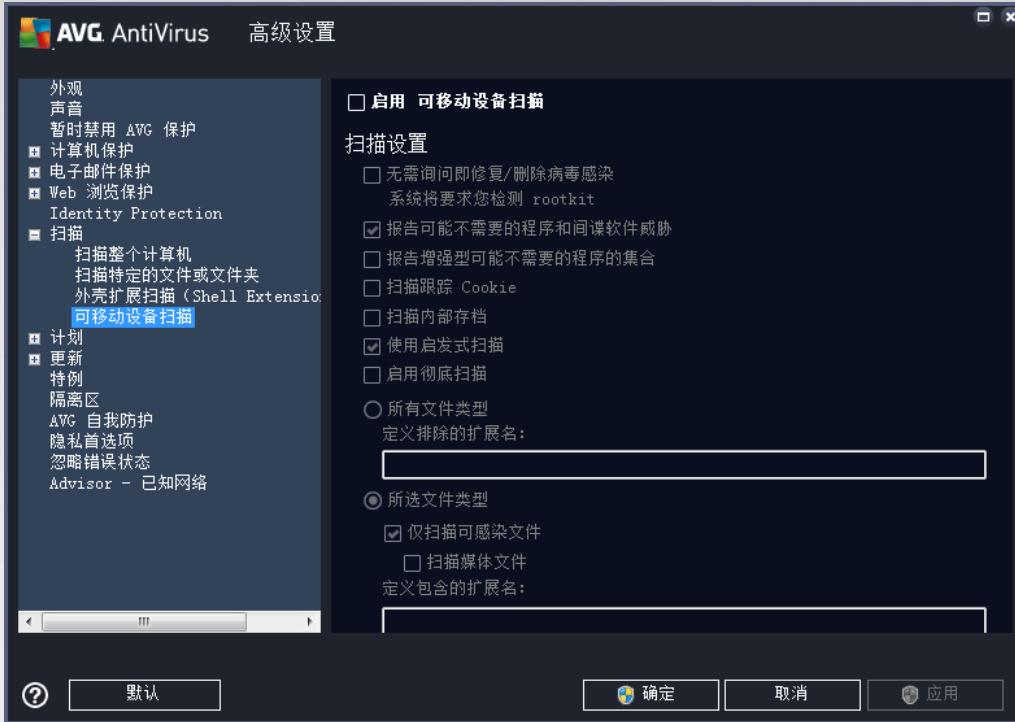 AVG AntiVirus 高级设置
外观
声音
暂时禁用 AVG 保护
计算机保护
电子邮件保护
Web 浏览保护
Identity Protection
扫描
扫描整个计算机
扫描特定的文件或文件夹
外壳扩展扫描（Shell Extensio
可移动设备扫描
计划
更新
特例
隔离区
AVG 自我防护
隐私首选项
忽略错误状态
Advisor - 已知网络
启用 可移动设备扫描
扫描设置
无需询问即修复/删除病毒感染
系统将要求您检测 rootkit
报告可能不需要的程序和间谍软件威胁
报告增强型可能不需要的程序的集合
扫描跟踪 Cookie
扫描内部存档
使用启发式扫描
启用彻底扫描
所有文件类型
定义排除的扩展名：
所选文件类型
仅扫描可感染文件
扫描媒体文件
定义包含的扩展名：
默认
确定
取消
应用